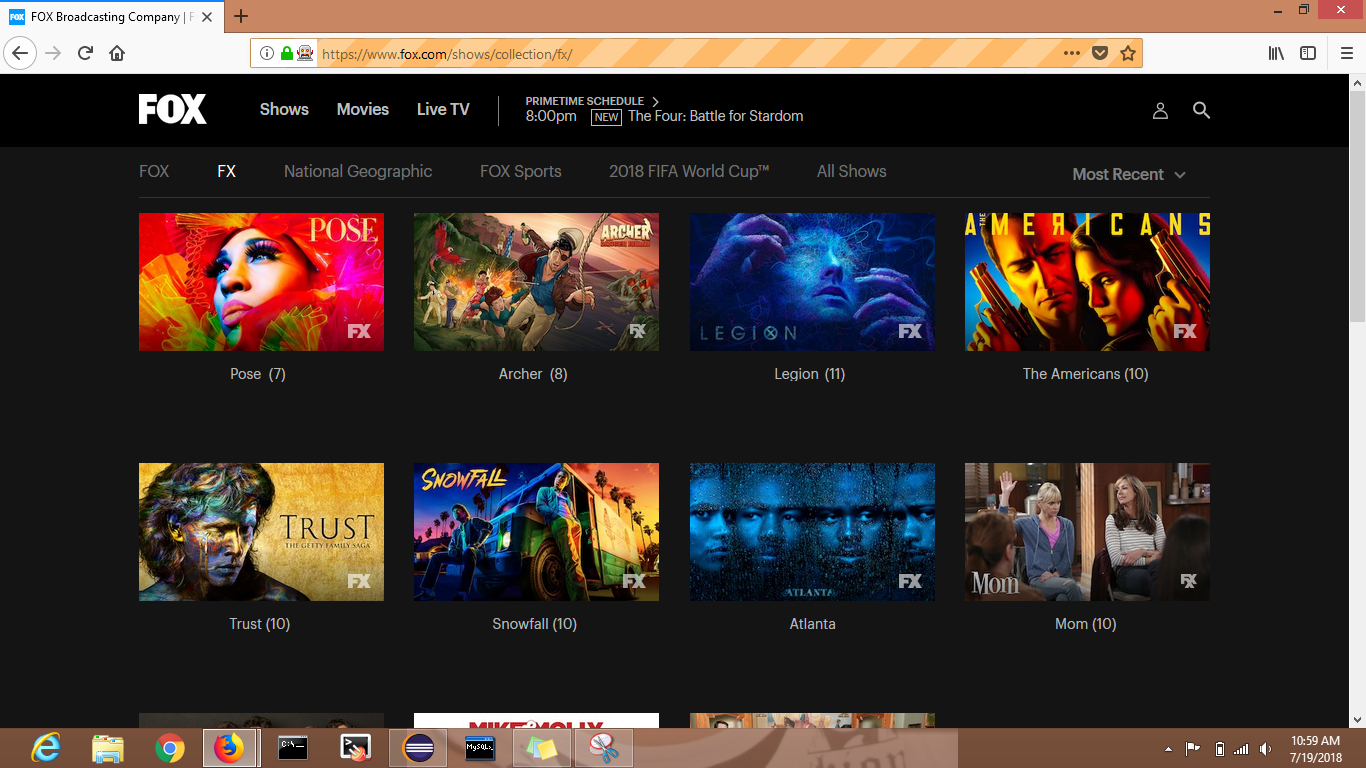 FOX FOX Broadcasting Company | F
https://www.fox.com/shows/collection/fx/
FOX Shows Movies Live TV
PRIMETIME SCHEDULE
8:00pm NEW The Four: Battle for Stardom
FOX FX National Geographic FOX Sports 2018 FIFA World Cup™ All Shows Most Recent
POSE
FX
ARCHER
FXX
LEGION
FX
THE AMERICANS
FX
Pose (7) Archer (8) Legion (11) The Americans (10)
TRUST
THE GETTY FAMILY SAGA
FX
SNOWFALL
FX
ATLANTA
FX
Mom
FXX
Trust (10) Snowfall (10) Atlanta Mom (10)
MIKE & MOLLY
C:\_
MySQL
10:59 AM
7/19/2018